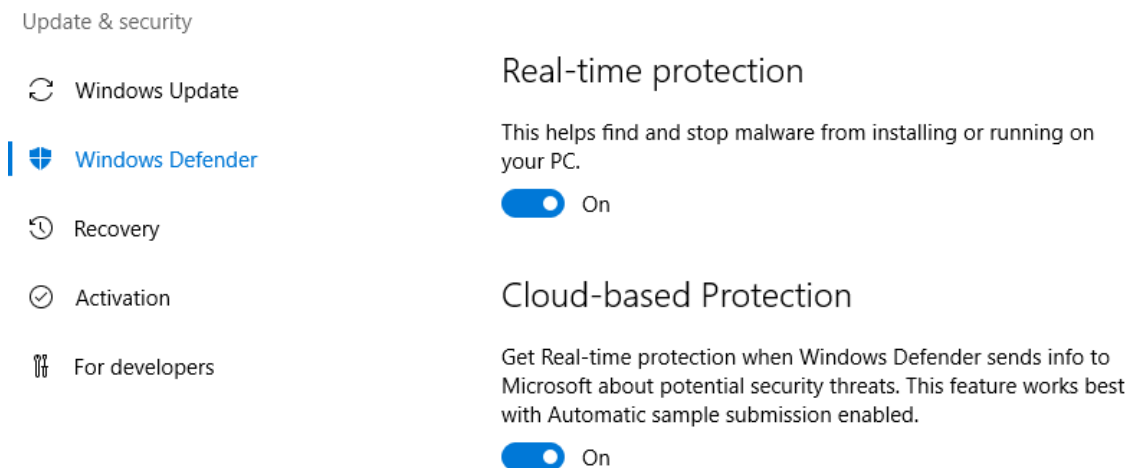 Update & security
Windows Update
Windows Defender
Recovery
Activation
For developers
Real-time protection
This helps find and stop malware from installing or running on
your PC.
On
Cloud-based Protection
Get Real-time protection when Windows Defender sends info to
Microsoft about potential security threats. This feature works best
with Automatic sample submission enabled.
On